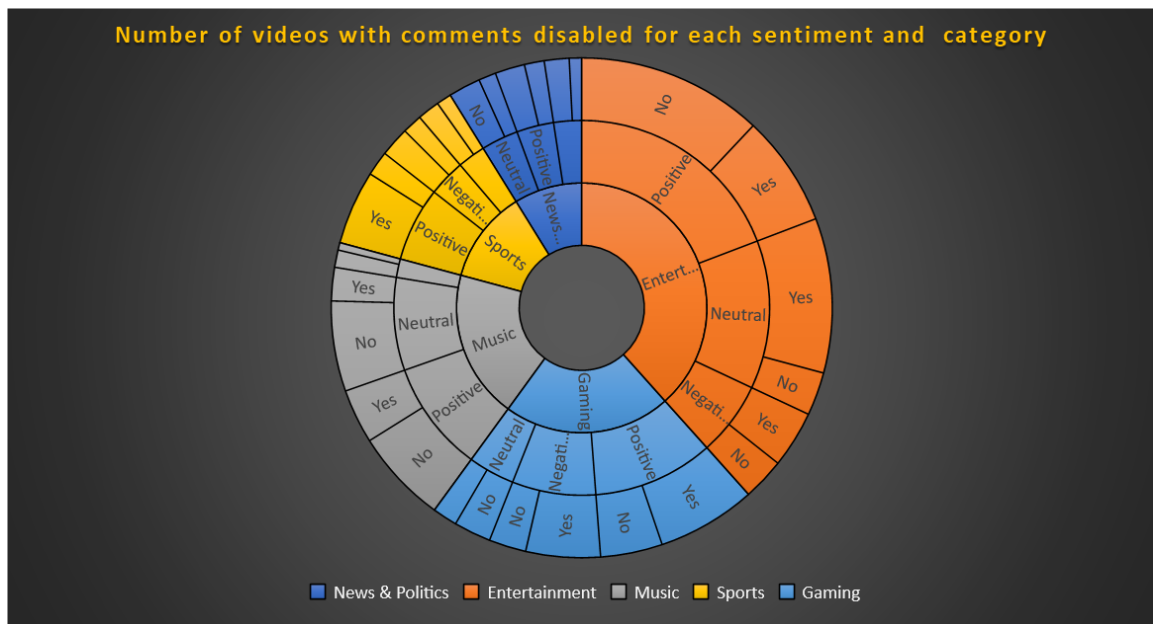 Number of videos with comments disabled for each sentiment and  category
No
Positive
Yes
Entert...
Yes
Neutral
No
Negati...
Yes
No
Gaming
Positive
Yes
No
Negati...
Yes
No
Neutral
No
Music
Positive
No
Yes
Neutral
No
Yes
Sports
Positive
Yes
Negati...
News...
Neutral
No
Positive
News & Politics Entertainment Music Sports Gaming